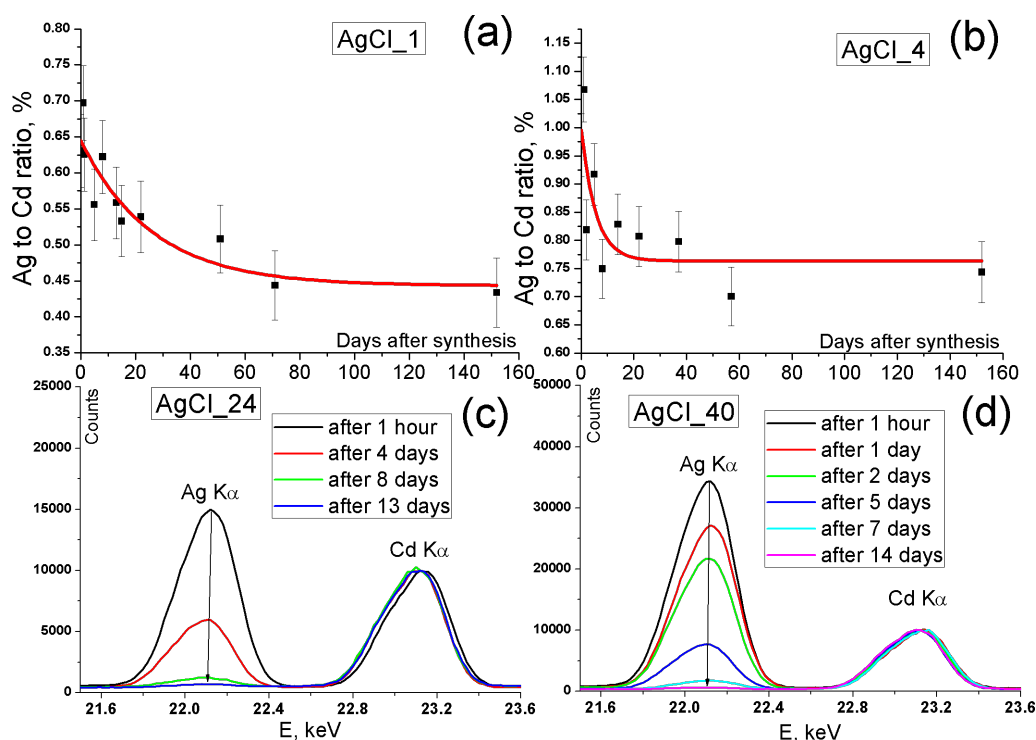 AgCl_1
(a)
Ag to Cd ratio, %
0.80
0.75
0.70
0.65
0.60
0.55
0.50
0.45
0.40
0.35
Days after synthesis
0 20 40 60 80 100 120 140 160
AgCl_4
(b)
Ag to Cd ratio, %
1.15
1.10
1.05
1.00
0.95
0.90
0.85
0.80
0.75
0.70
0.65
0.60
Days after synthesis
0 20 40 60 80 100 120 140 160
AgCl_24
(c)
Counts
25000
20000
15000
10000
5000
0
after 1 hour
after 4 days
after 8 days
after 13 days
Ag Kα
Cd Kα
21.6 22.0 22.4 22.8 23.2 23.6
E, keV
AgCl_40
(d)
Counts
50000
40000
30000
20000
10000
0
after 1 hour
after 1 day
after 2 days
after 5 days
after 7 days
after 14 days
Ag Kα
Cd Kα
21.6 22.0 22.4 22.8 23.2 23.6
E, keV